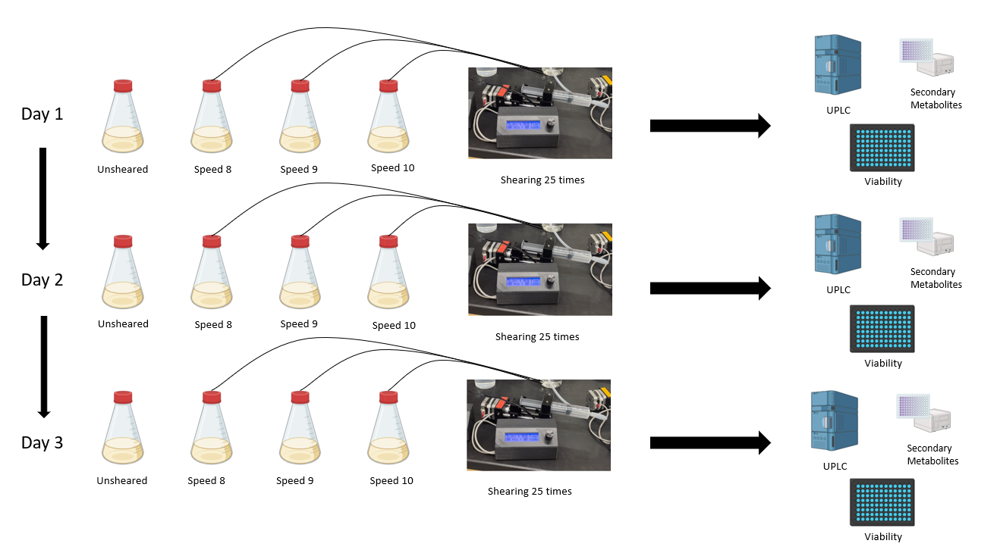 Day 1
Unsheared
Speed 8
Speed 9
Speed 10
Shearing 25 times
UPLC
Secondary
Metabolites
Viability
Day 2
Unsheared
Speed 8
Speed 9
Speed 10
Shearing 25 times
UPLC
Secondary
Metabolites
Viability
Day 3
Unsheared
Speed 8
Speed 9
Speed 10
Shearing 25 times
UPLC
Secondary
Metabolites
Viability